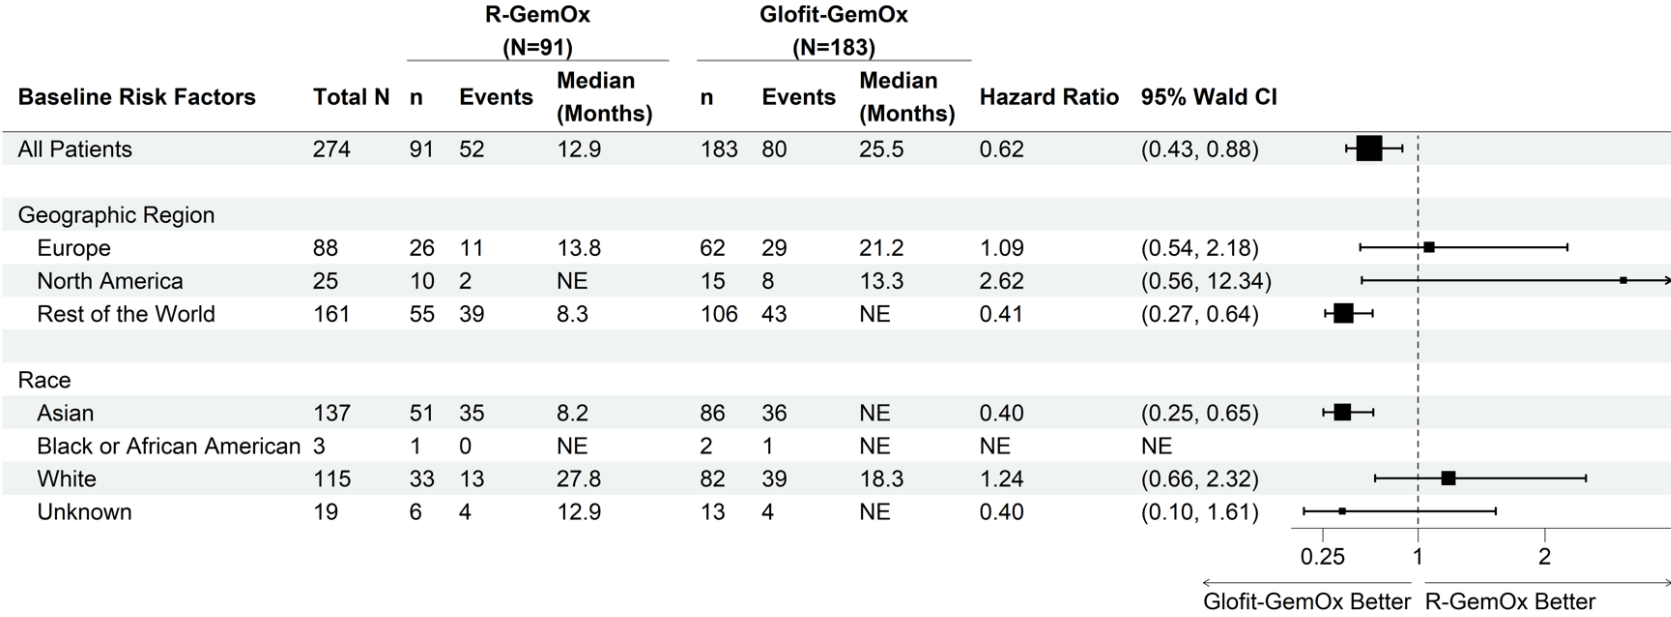 R-GemOx Glofit-GemOx
(N=91) (N=183)
Baseline Risk Factors Total N n Events Median (Months) n Events Median (Months) Hazard Ratio 95% Wald CI
All Patients 274 91 52 12.9 183 80 25.5 0.62 (0.43, 0.88)
Geographic Region
Europe 88 26 11 13.8 62 29 21.2 1.09 (0.54, 2.18)
North America 25 10 2 NE 15 8 13.3 2.62 (0.56, 12.34)
Rest of the World 161 55 39 8.3 106 43 NE 0.41 (0.27, 0.64)
Race
Asian 137 51 35 8.2 86 36 NE 0.40 (0.25, 0.65)
Black or African American 3 1 0 NE 2 1 NE NE NE
White 115 33 13 27.8 82 39 18.3 1.24 (0.66, 2.32)
Unknown 19 6 4 12.9 13 4 NE 0.40 (0.10, 1.61)
0.25 1 2
Glofit-GemOx Better R-GemOx Better